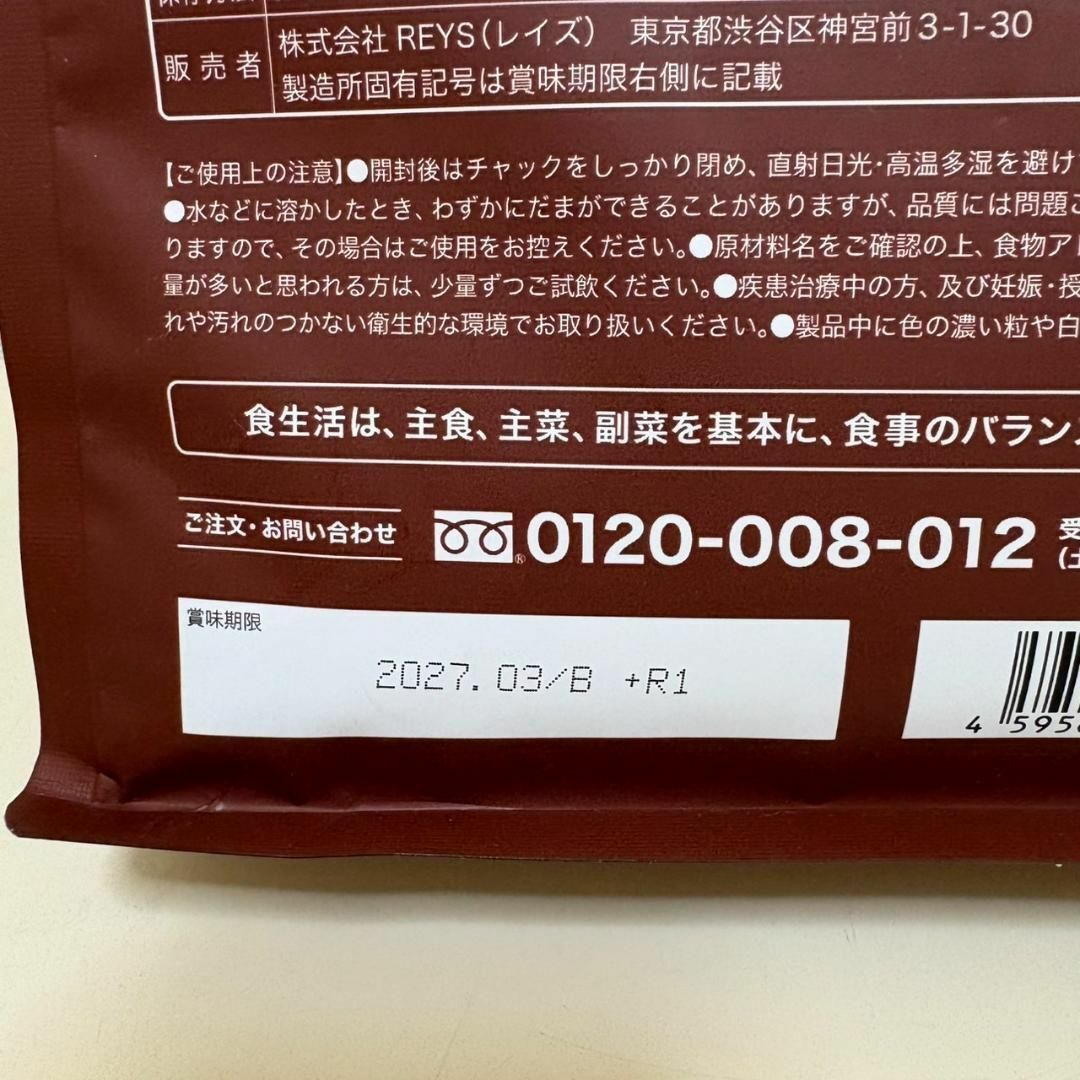 販売者
株式会社 REYS(レイズ) 東京都渋谷区神宮前3-1-30
製造所固有記号は賞味期限右側に記載
【ご使用上の注意】●開封後はチャックをしっかり閉め、直射日光・高温多湿を避け
●水などに溶かしたとき、わずかにだまができることがありますが、品質には問題
りますので、その場合はご使用をお控えください。●原材料名をご確認の上、食物ア
量が多いと思われる方は、少量ずつご試飲ください。●疾患治療中の方、及び妊娠・授
れや汚れのつかない衛生的な環境でお取り扱いください。●製品中に色の濃い粒や白
食生活は、主食、主菜、副菜を基本に、食事のバラン
ご注文・お問い合わせ
0120-008-012
受
賞味期限
2027.03/B +R1
4 595